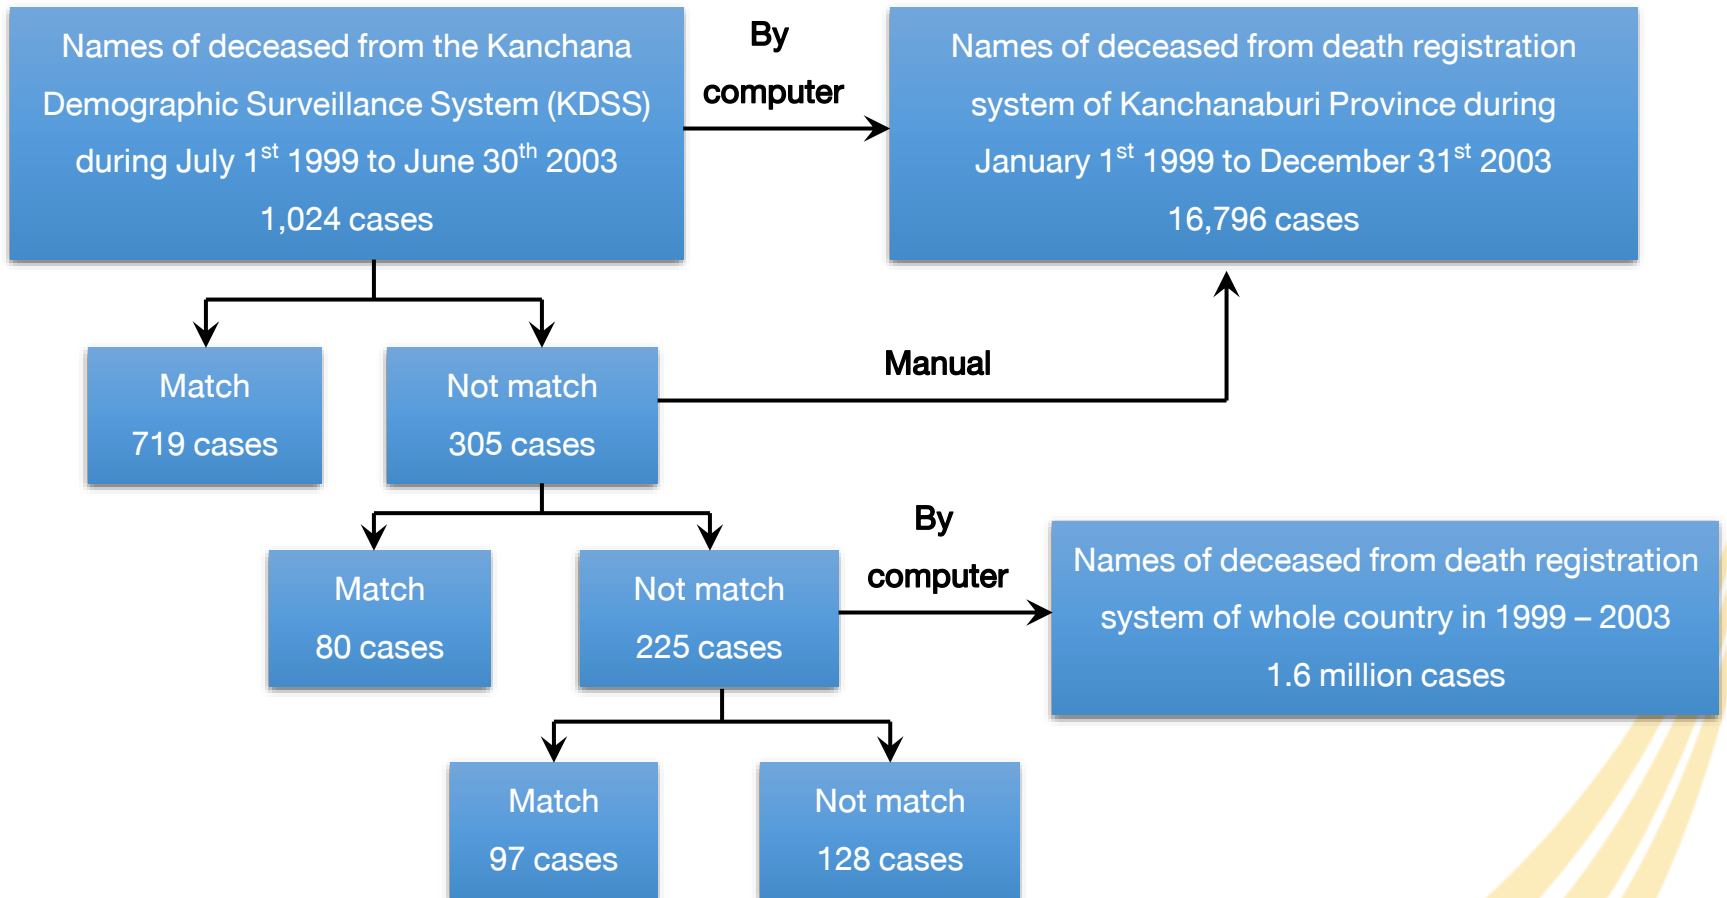 Names of deceased from the Kanchana
Demographic Surveillance System (KDSS)
during July 1st 1999 to June 30th 2003
1,024 cases
By
computer
Names of deceased from death registration
system of Kanchanaburi Province during
January 1st 1999 to December 31st 2003
16,796 cases
Match
719 cases
Not match
305 cases
Manual
Match
80 cases
Not match
225 cases
By
computer
Names of deceased from death registration
system of whole country in 1999 – 2003
1.6 million cases
Match
97 cases
Not match
128 cases